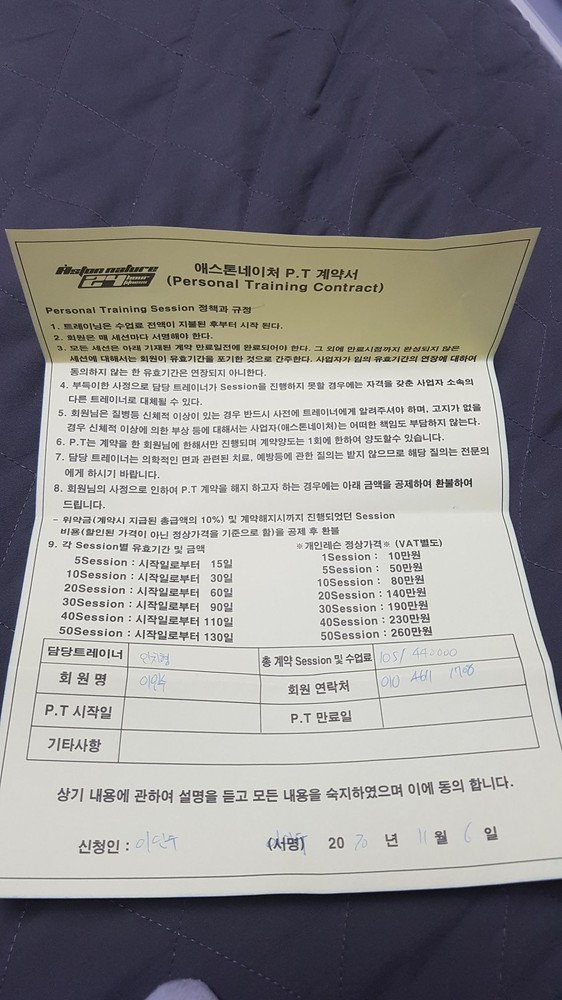 Aston nature
24 hour fitness
애스톤네이처 P.T 계약서
(Personal Training Contract)
Personal Training Session 정책과 규정
1. 트레이닝은 수업료 전액이 지불된 후부터 시작 된다.
2. 회원은 매 세션마다 서명해야 한다.
3. 모든 세션은 아래 기재된 계약 만료일전에 완료되어야 한다. 그 외에 만료시점까지 완성되지 않은
세션에 대해서는 회원이 유효기간을 포기한 것으로 간주한다. 사업자가 임의 유효기간의 연장에 대하여
동의하지 않는 한 유효기간은 연장되지 아니한다.
4. 부득이한 사정으로 담당 트레이너가 Session을 진행하지 못할 경우에는 자격을 갖춘 사업자 소속의
다른 트레이너로 대체될 수 있다.
5. 회원님은 질병등 신체적 이상이 있는 경우 반드시 사전에 트레이너에게 알려주셔야 하며, 고지가 없을
경우 신체적 이상에 의한 부상 등에 대해서는 사업자(애스톤네이처)는 어떠한 책임도 부담하지 않는다.
6. P.T는 계약을 한 회원님에 한해서만 진행되며 계약양도는 1회에 한하여 양도할수 있습니다.
7. 담당 트레이너는 의학적인 면과 관련된 치료, 예방등에 관한 질의는 받지 않으므로 해당 질의는 전문의
에게 하시기 바랍니다.
8. 회원님의 사정으로 인하여 P.T 계약을 해지 하고자 하는 경우에는 아래 금액을 공제하여 환불하여
드립니다.
- 위약금(계약시 지급된 총금액의 10%) 및 계약해지시까지 진행되었던 Session
비용(할인된 가격이 아닌 정상가격을 기준으로 함)을 공제 후 환불
9. 각 Session별 유효기간 및 금액 ※개인레슨 정상가격※ (VAT별도)
1Session : 10만원
5Session : 시작일로부터 15일 5Session : 50만원
10Session : 시작일로부터 30일 10Session : 80만원
20Session : 시작일로부터 60일 20Session : 140만원
30Session : 시작일로부터 90일 30Session : 190만원
40Session : 시작일로부터 110일 40Session : 230만원
50Session : 시작일로부터 130일 50Session : 260만원
담당트레이너 총 계약 Session 및 수업료 105/ 440000
회원명 회원 연락처 010
P.T 시작일 P.T 만료일
기타사항
상기 내용에 관하여 설명을 듣고 모든 내용을 숙지하였으며 이에 동의 합니다.
신청인 : (서명) 20 년 11 월 6 일